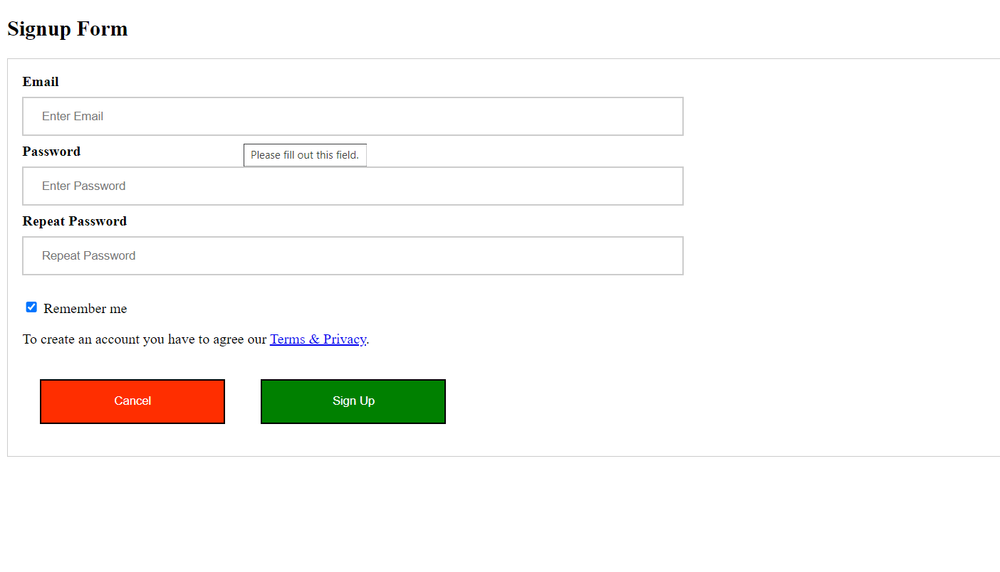 Signup Form
Email
Enter Email
Password
Please fill out this field.
Enter Password
Repeat Password
Repeat Password
Remember me
To create an account you have to agree our Terms & Privacy.
Cancel
Sign Up